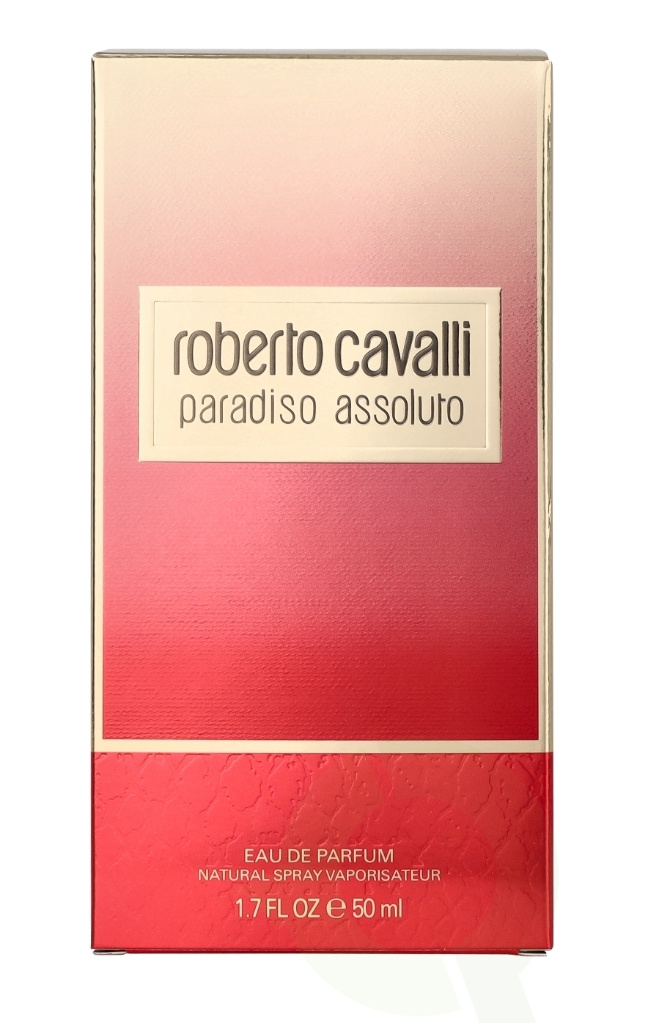 roberto cavalli
paradiso assoluto
EAU DE PARFUM
NATURAL SPRAY VAPORISATEUR
1.7 FL OZ ℮ 50 ml